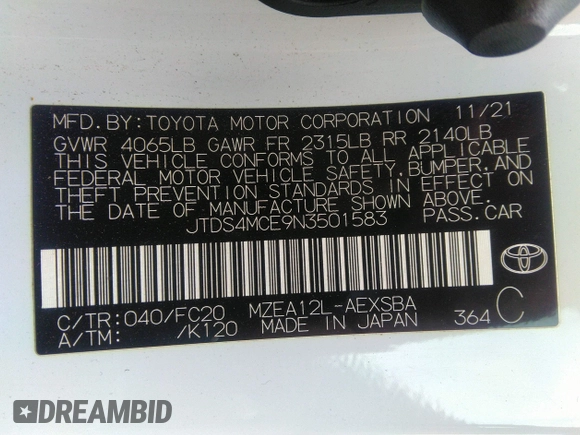 MFD. BY: TOYOTA MOTOR CORPORATION 11/21
GVWR 4065LB GAWR FR 2315LB RR 2140LB
THIS VEHICLE CONFORMS TO ALL APPLICABLE
FEDERAL MOTOR VEHICLE SAFETY, BUMPER, AND
THEFT PREVENTION STANDARDS IN EFFECT ON
THE DATE OF MANUFACTURE SHOWN ABOVE.
JTDS4MCE9N3501583 PASS. CAR
C/TR: 040/FC20 MZEA12L-AEXSBA
A/TM: /K120 MADE IN JAPAN 364 C
DREAMBID